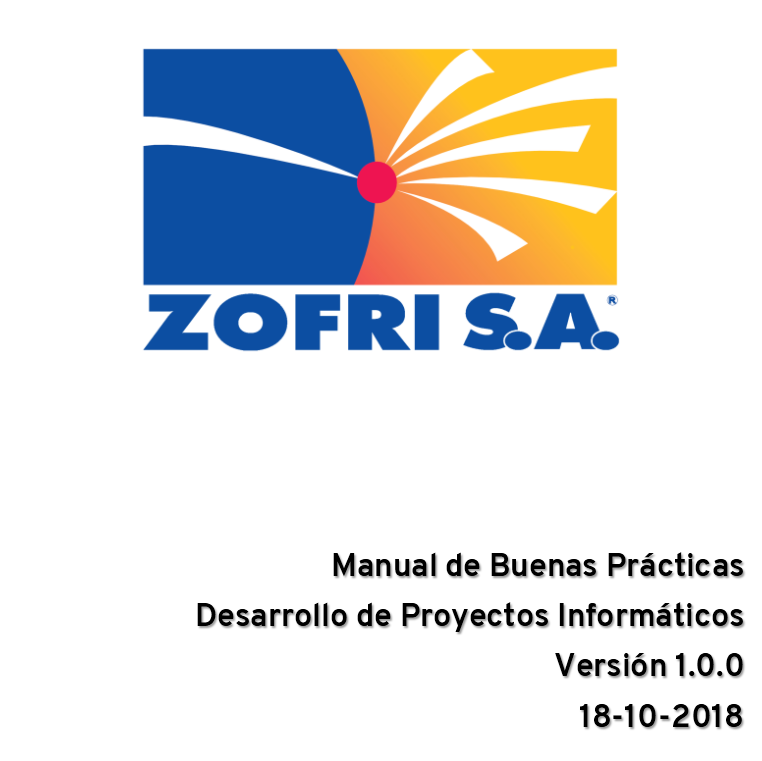 ZOFRI S.A.®
Manual de Buenas Prácticas
Desarrollo de Proyectos Informáticos
Versión 1.0.0
18-10-2018